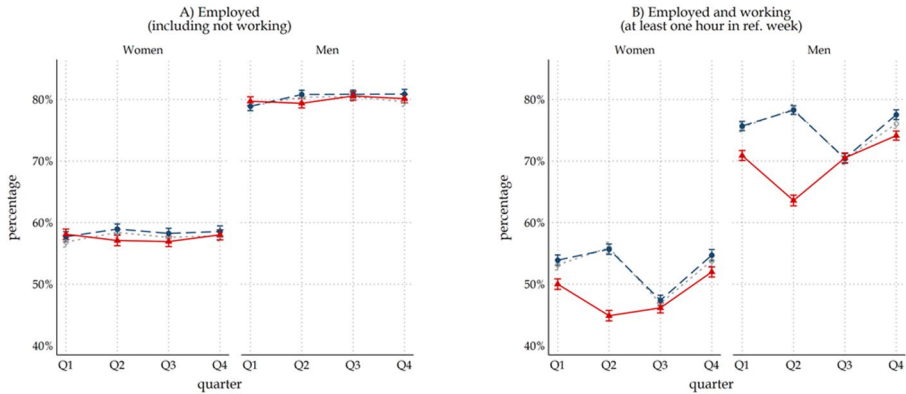 A) Employed
(including not working)
Women
Men
percentage
80%
70%
60%
50%
40%
Q1 Q2 Q3 Q4
Q1 Q2 Q3 Q4
quarter
B) Employed and working
(at least one hour in ref. week)
Women
Men
percentage
80%
70%
60%
50%
40%
Q1 Q2 Q3 Q4
Q1 Q2 Q3 Q4
quarter